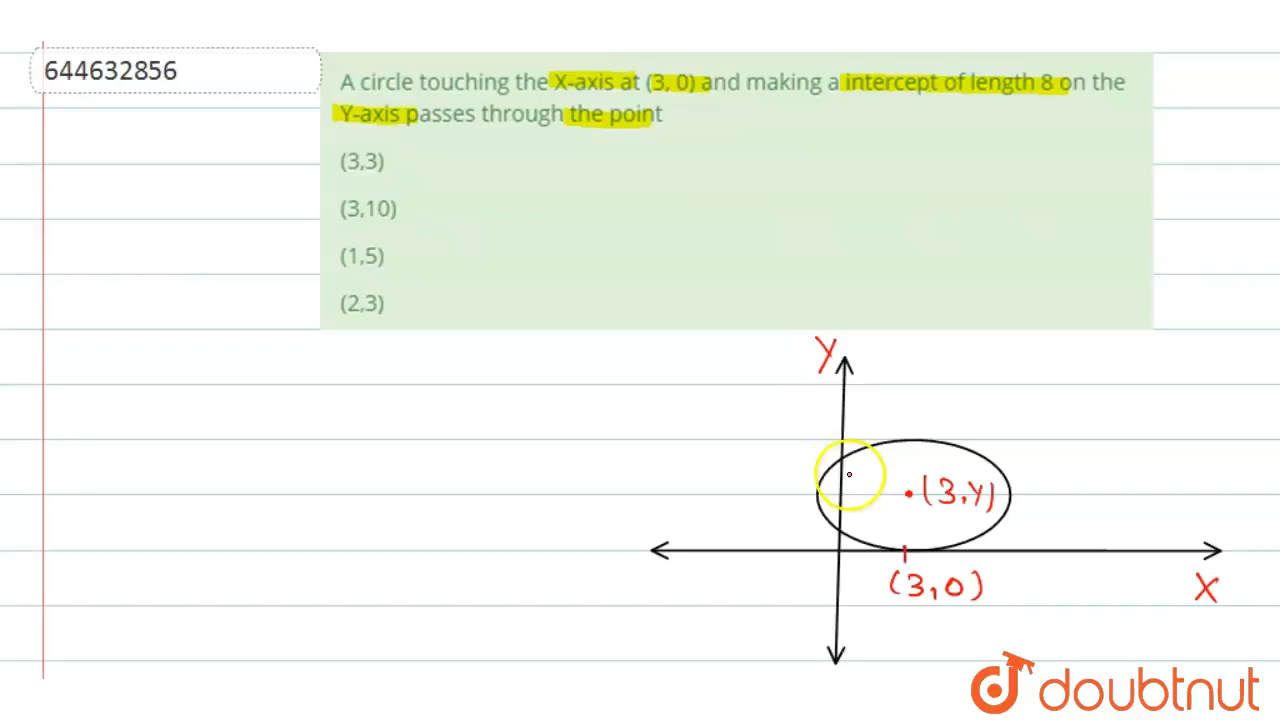 644632856
A circle touching the X-axis at (3, 0) and making a intercept of length 8 on the
Y-axis passes through the point
(3,3)
(3,10)
(1,5)
(2,3)
Y
(3,Y)
(3,0)
X
doubtnut